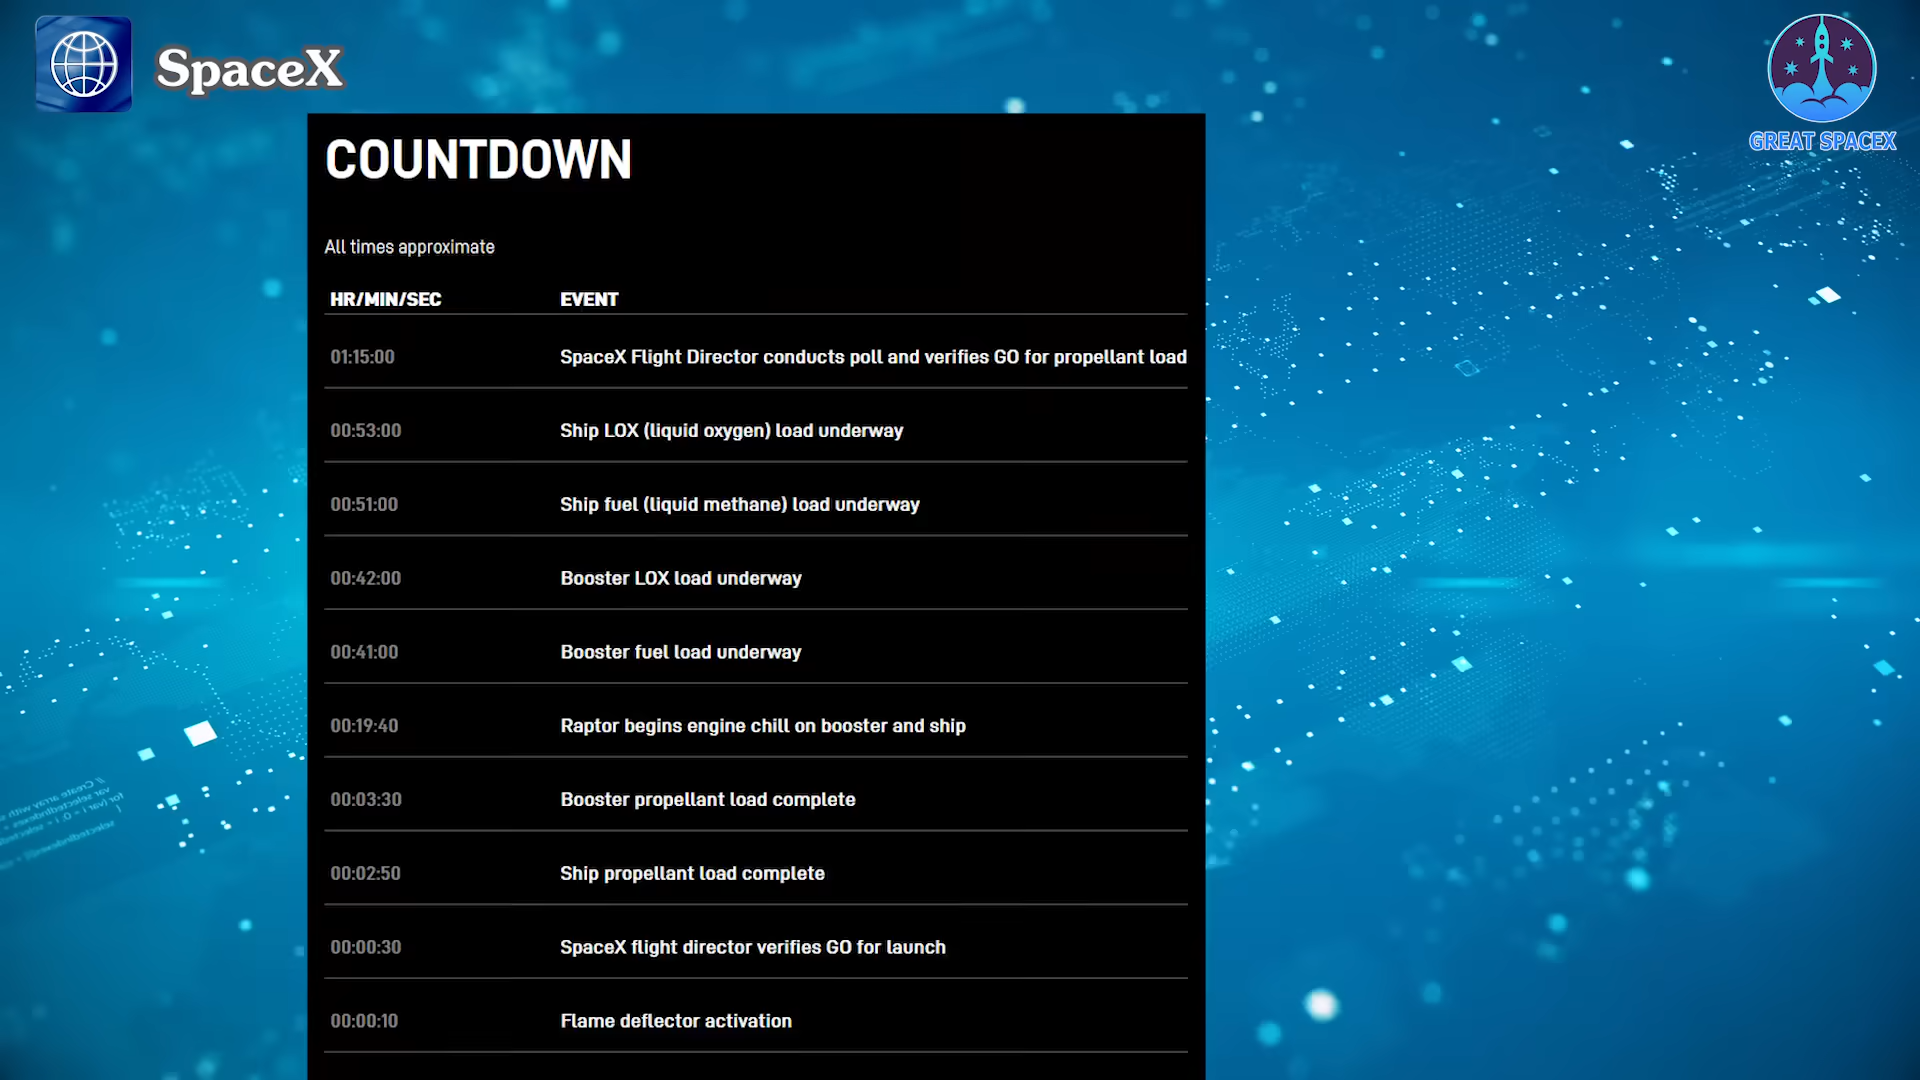 SpaceX
GREAT SPACEX
COUNTDOWN
All times approximate
HR/MIN/SEC EVENT
01:15:00 SpaceX Flight Director conducts poll and verifies GO for propellant load
00:53:00 Ship LOX (liquid oxygen) load underway
00:51:00 Ship fuel (liquid methane) load underway
00:42:00 Booster LOX load underway
00:41:00 Booster fuel load underway
00:19:40 Raptor begins engine chill on booster and ship
00:03:30 Booster propellant load complete
00:02:50 Ship propellant load complete
00:00:30 SpaceX flight director verifies GO for launch
00:00:10 Flame deflector activation